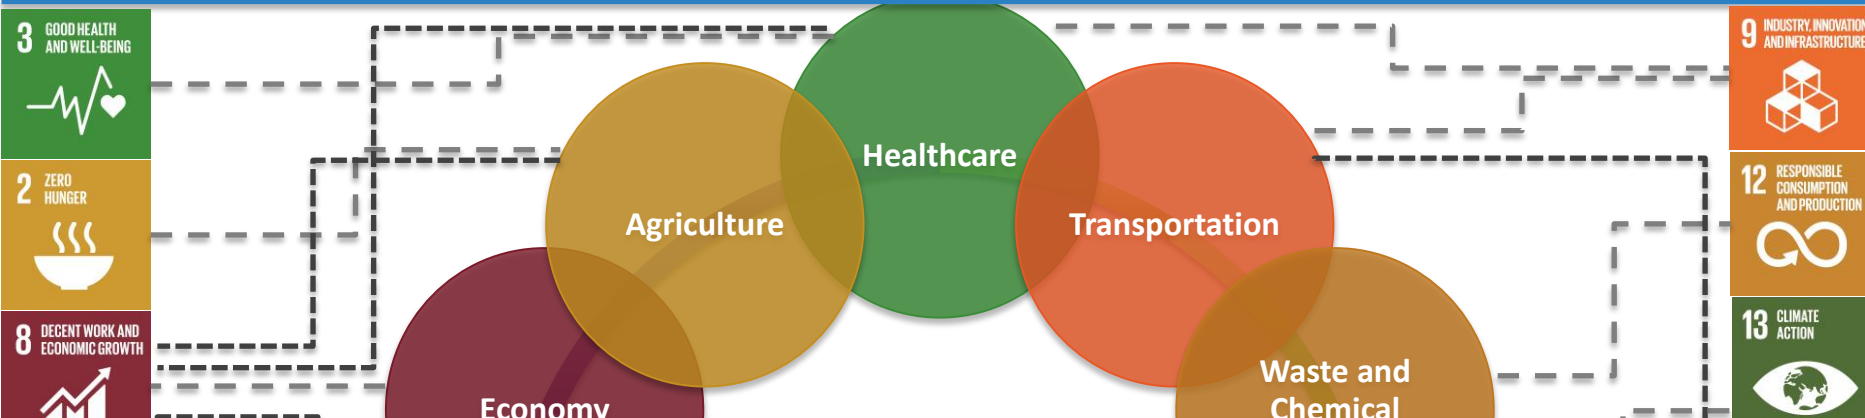 3 GOOD HEALTH
AND WELL-BEING
2 ZERO
HUNGER
8 DECENT WORK AND
ECONOMIC GROWTH
Healthcare
Agriculture
Transportation
Economy
Waste and
Chemical
9 INDUSTRY, INNOVATION
AND INFRASTRUCTURE
12 RESPONSIBLE
CONSUMPTION
AND PRODUCTION
13 CLIMATE
ACTION